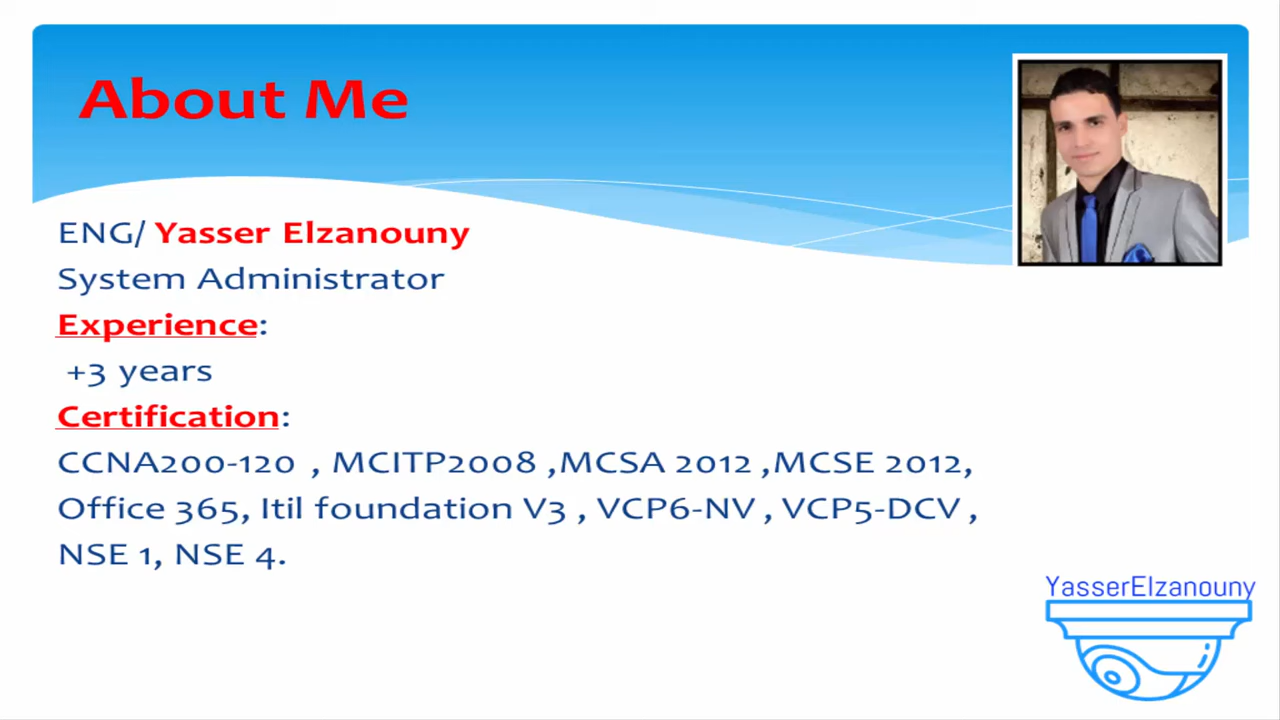 About Me
ENG/ Yasser Elzanouny
System Administrator
Experience:
+3 years
Certification:
CCNA200-120 , MCITP2008 ,MCSA 2012 ,MCSE 2012,
Office 365, Itil foundation V3 , VCP6-NV , VCP5-DCV ,
NSE 1, NSE 4.
YasserElzanouny